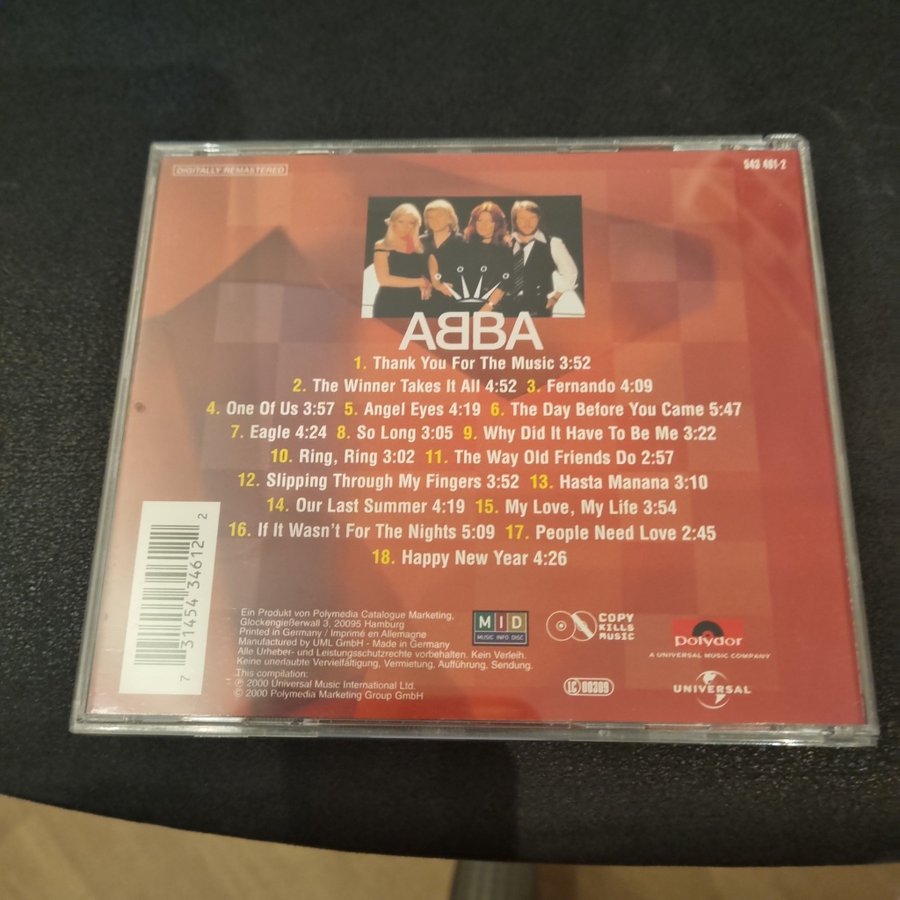 DIGITALLY REMASTERED
543 461-2
ABBA
1. Thank You For The Music 3:52
2. The Winner Takes It All 4:52 3. Fernando 4:09
4. One Of Us 3:57 5. Angel Eyes 4:19 6. The Day Before You Came 5:47
7. Eagle 4:24 8. So Long 3:05 9. Why Did It Have To Be Me 3:22
10. Ring, Ring 3:02 11. The Way Old Friends Do 2:57
12. Slipping Through My Fingers 3:52 13. Hasta Manana 3:10
14. Our Last Summer 4:19 15. My Love, My Life 3:54
16. If It Wasn't For The Nights 5:09 17. People Need Love 2:45
18. Happy New Year 4:26
7 31454 34612 2
Ein Produkt von Polymedia Catalogue Marketing,
Glockengießerwall 3, 20095 Hamburg
Printed in Germany / Imprimé en Allemagne
Manufactured by UML GmbH - Made in Germany
Alle Urheber- und Leistungsschutzrechte vorbehalten. Kein Verleih.
Keine unerlaubte Vervielfältigung, Vermietung, Aufführung, Sendung.
This compilation:
℗ 2000 Universal Music International Ltd.
© 2000 Polymedia Marketing Group GmbH
MID
MUSIC INFO DISC
COPY
KILLS
MUSIC
polydor
A UNIVERSAL MUSIC COMPANY
LC 00309
UNIVERSAL